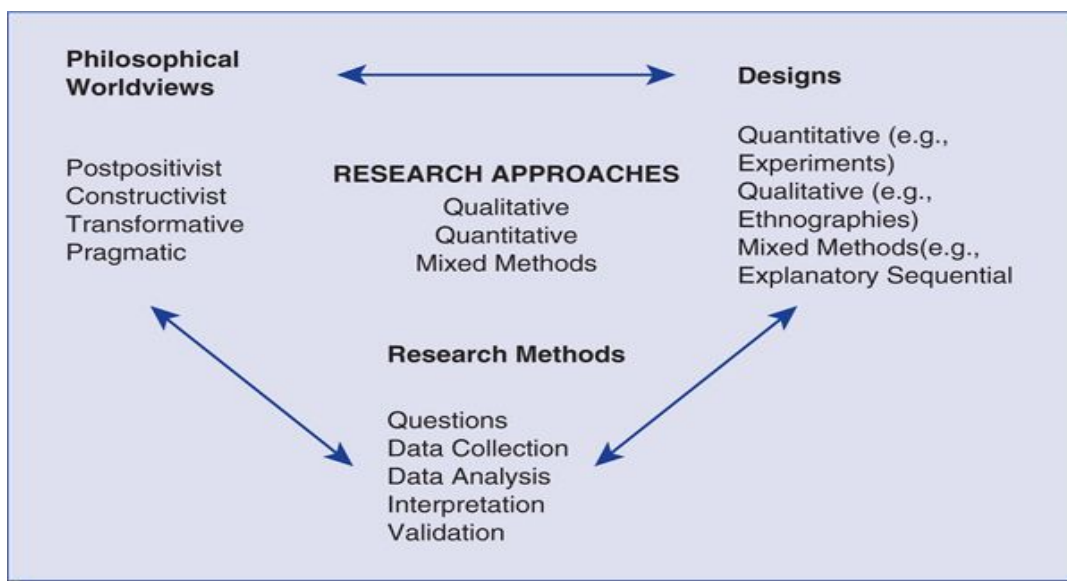 Philosophical
Worldviews
Postpositivist
Constructivist
Transformative
Pragmatic
RESEARCH APPROACHES
Qualitative
Quantitative
Mixed Methods
Designs
Quantitative (e.g.,
Experiments)
Qualitative (e.g.,
Ethnographies)
Mixed Methods(e.g.,
Explanatory Sequential
Research Methods
Questions
Data Collection
Data Analysis
Interpretation
Validation